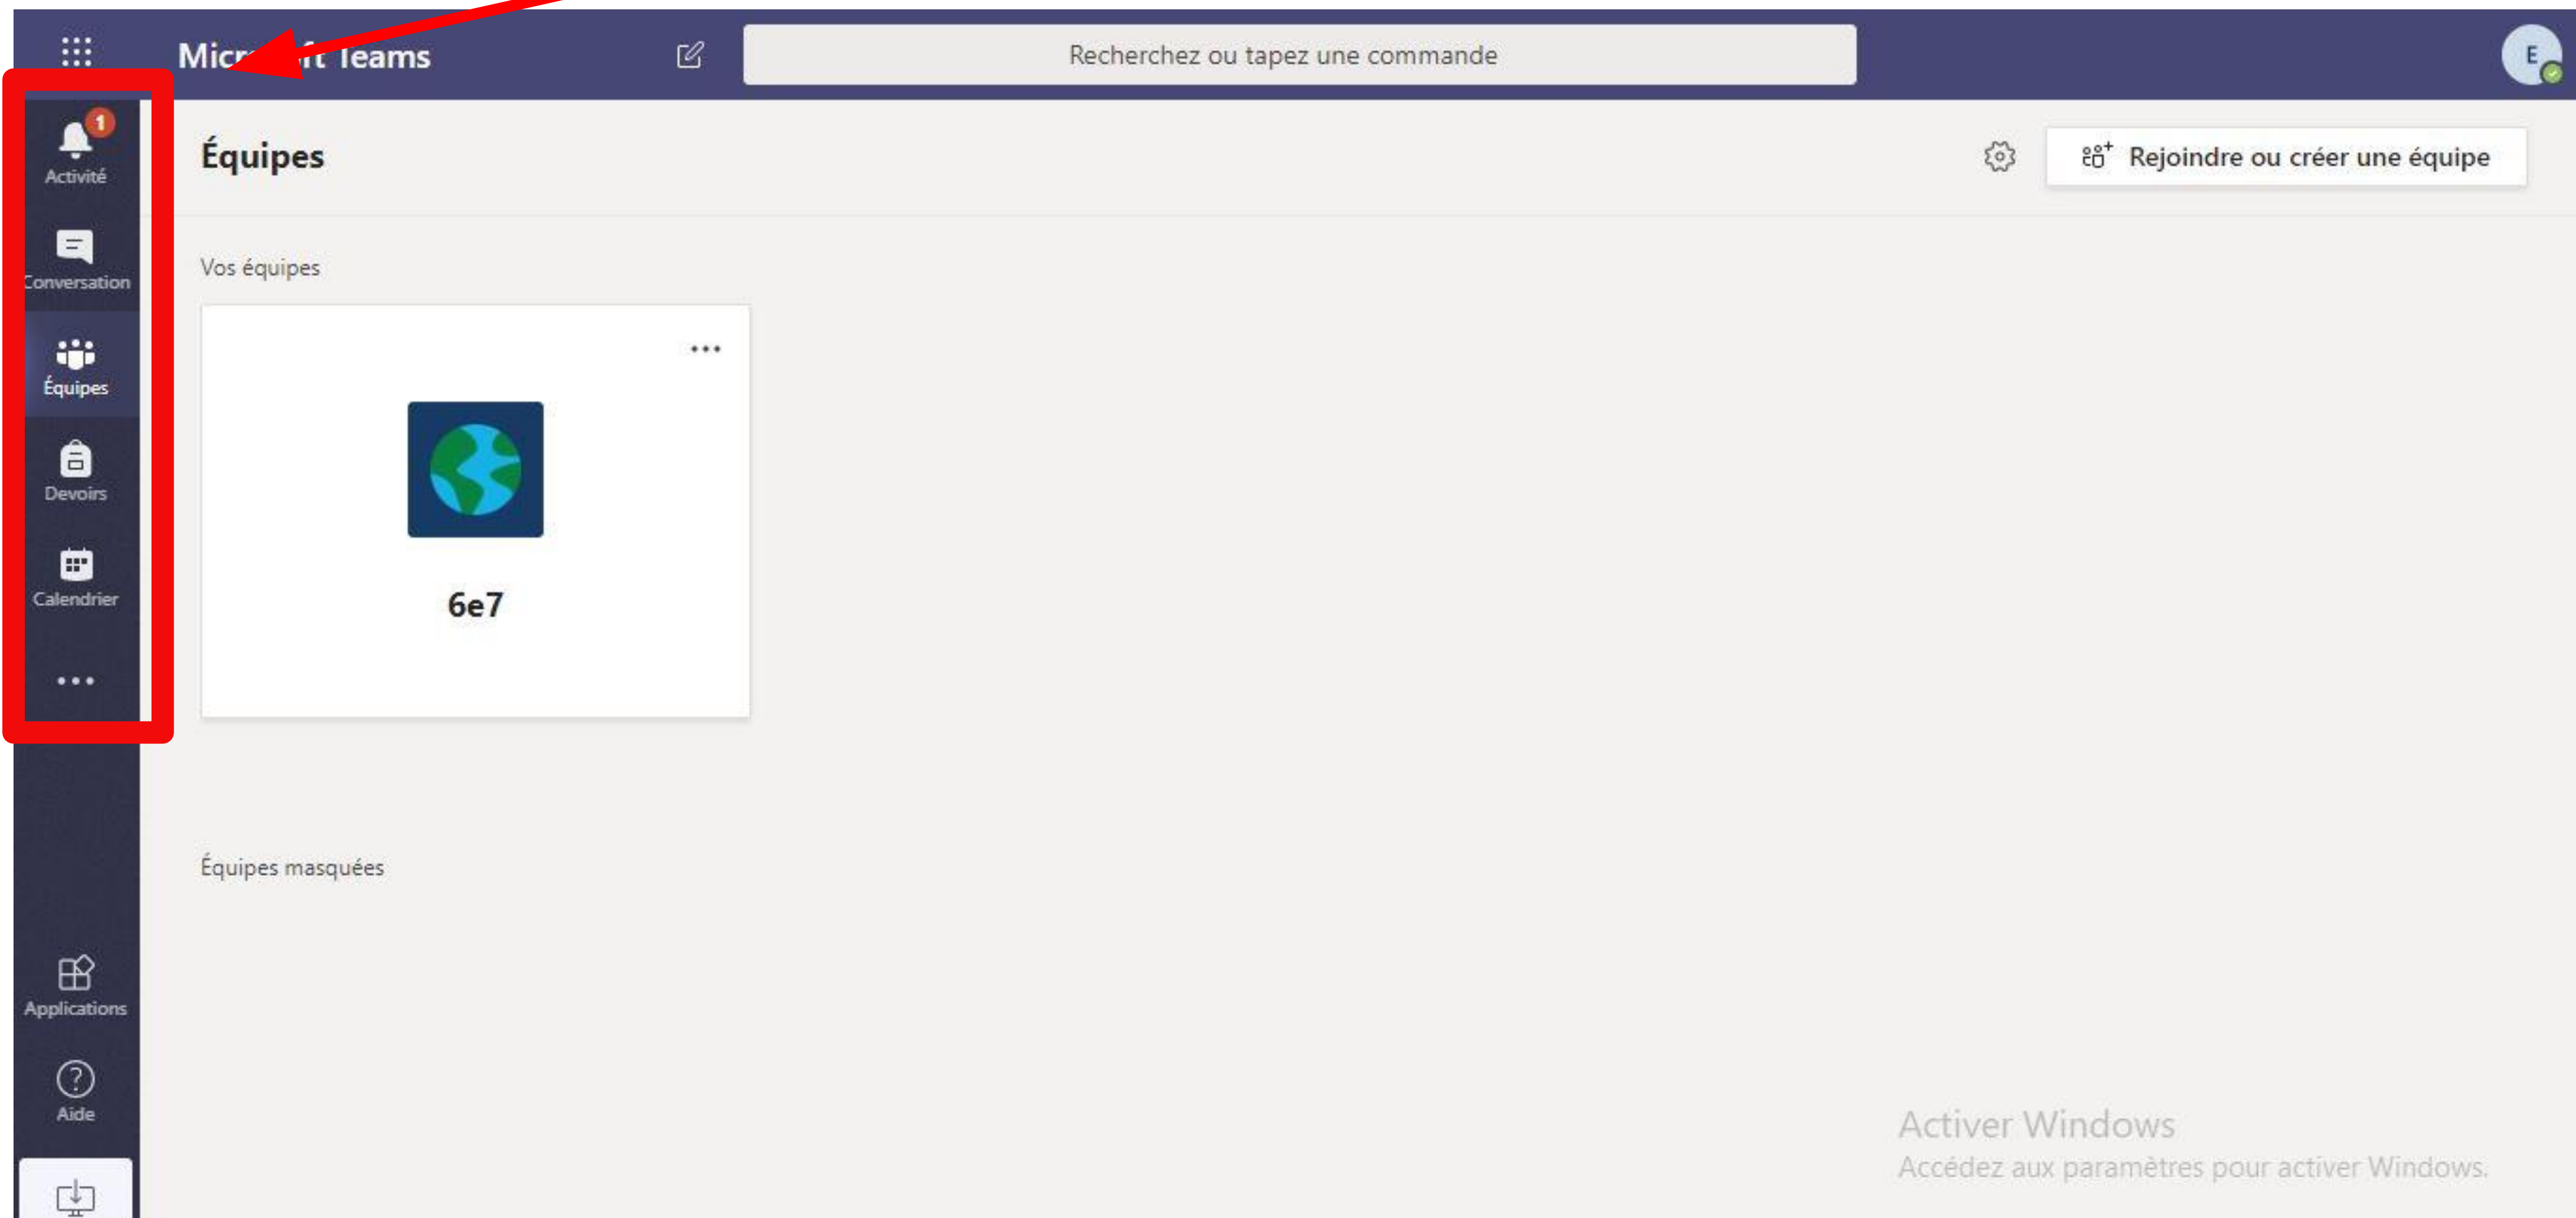 Microsoft Teams
Recherchez ou tapez une commande
E
1
Activité
Conversation
Équipes
Devoirs
Calendrier
Applications
Aide
Équipes
Rejoindre ou créer une équipe
Vos équipes
6e7
Équipes masquées
Activer Windows
Accédez aux paramètres pour activer Windows.